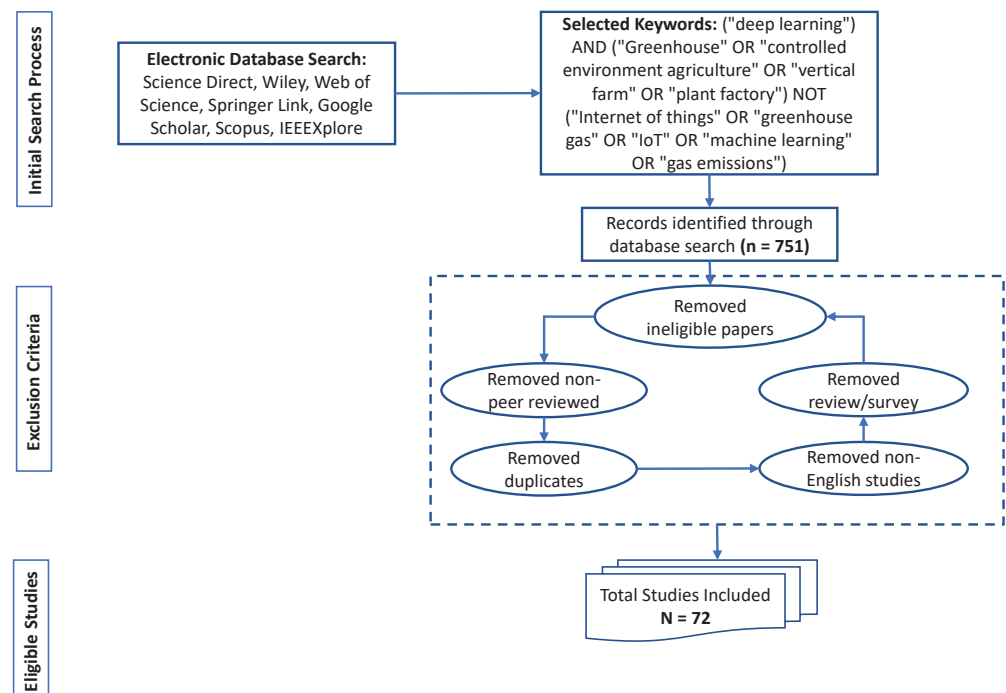 Initial Search Process
Electronic Database Search:
Science Direct, Wiley, Web of
Science, Springer Link, Google
Scholar, Scopus, IEEEXplore
Selected Keywords: ("deep learning")
AND ("Greenhouse" OR "controlled
environment agriculture" OR "vertical
farm" OR "plant factory") NOT
("Internet of things" OR "greenhouse
gas" OR "IoT" OR "machine learning"
OR "gas emissions")
Records identified through
database search (n = 751)
Exclusion Criteria
Removed
ineligible papers
Removed non-
peer reviewed
Removed
duplicates
Removed non-
English studies
Removed
review/survey
Eligible Studies
Total Studies Included
N = 72